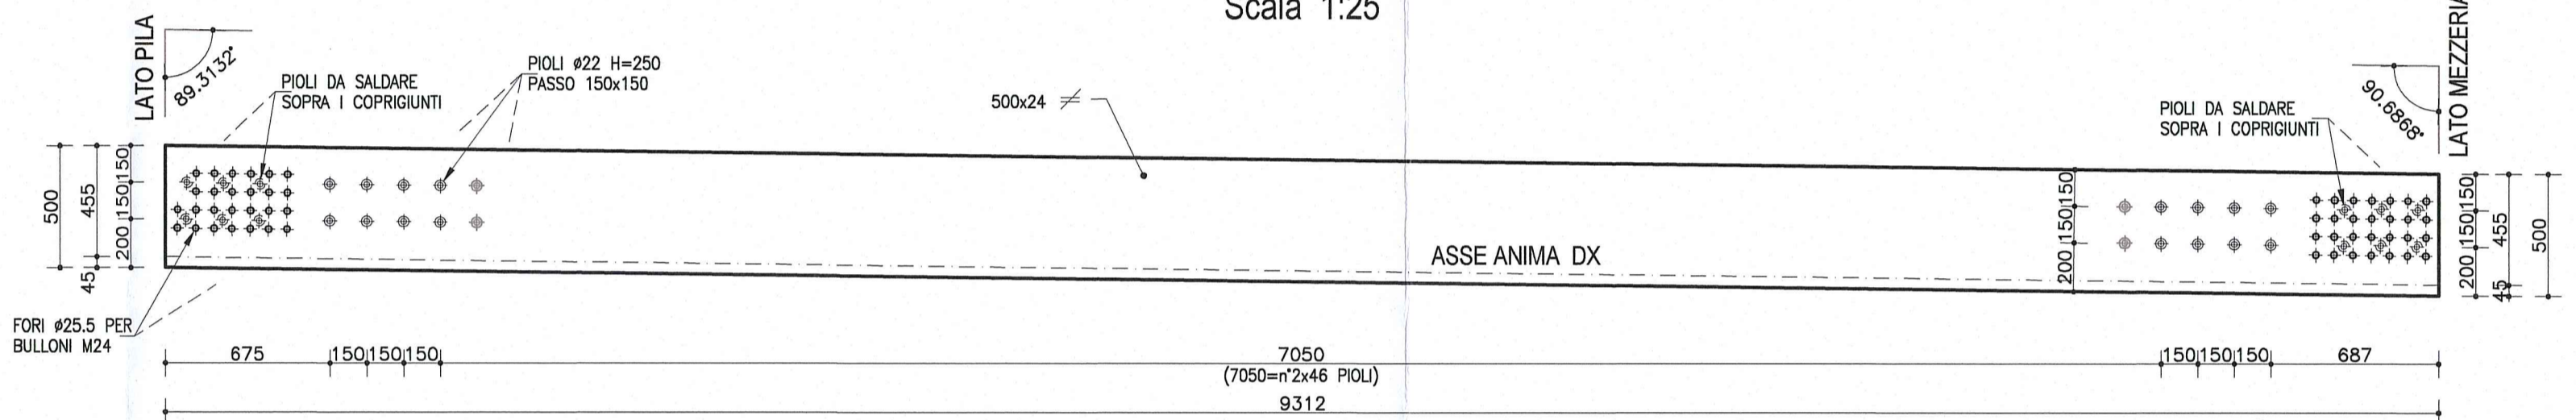 Scala 1:25
LATO PILA
89.3132°
PIOLI DA SALDARE
SOPRA I COPRIGIUNTI
PIOLI ø22 H=250
PASSO 150x150
500x24
PIOLI DA SALDARE
SOPRA I COPRIGIUNTI
90.6868°
LATO MEZZERIA
500
455
45
150
150
200
ASSE ANIMA DX
150
150
200
150
150
200
455
45
500
FORI ø25.5 PER
BULLONI M24
675
150
150
150
7050
(7050=n°2x46 PIOLI)
150
150
150
687
9312